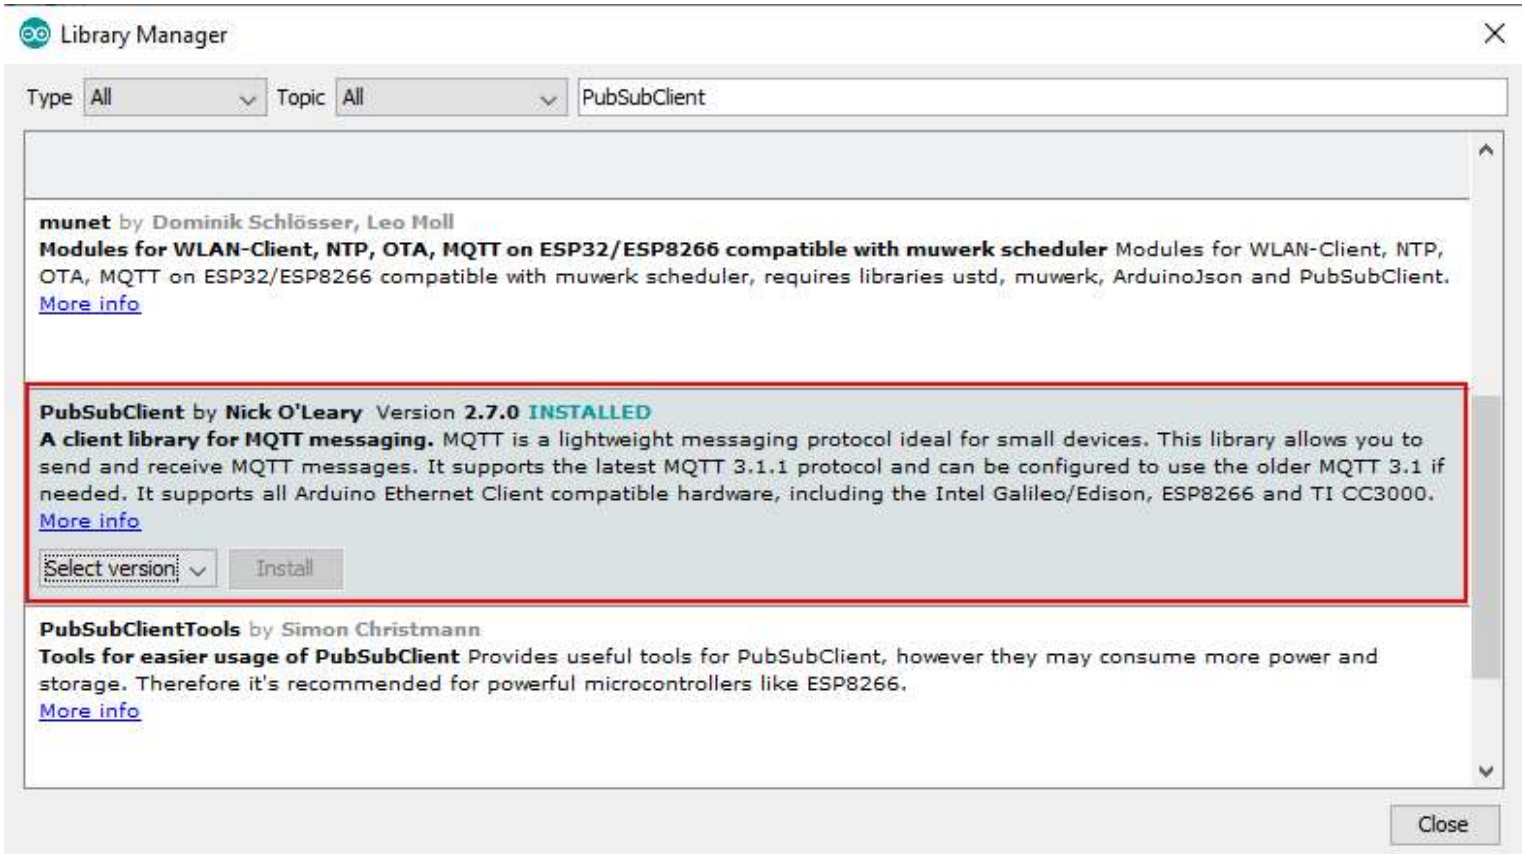 Library Manager
Type All Topic All PubSubClient
munet by Dominik Schlösser, Leo Moll
Modules for WLAN-Client, NTP, OTA, MQTT on ESP32/ESP8266 compatible with muwerk scheduler Modules for WLAN-Client, NTP,
OTA, MQTT on ESP32/ESP8266 compatible with muwerk scheduler, requires libraries ustd, muwerk, ArduinoJson and PubSubClient.
More info
PubSubClient by Nick O'Leary Version 2.7.0 INSTALLED
A client library for MQTT messaging. MQTT is a lightweight messaging protocol ideal for small devices. This library allows you to
send and receive MQTT messages. It supports the latest MQTT 3.1.1 protocol and can be configured to use the older MQTT 3.1 if
needed. It supports all Arduino Ethernet Client compatible hardware, including the Intel Galileo/Edison, ESP8266 and TI CC3000.
More info
Select version Install
PubSubClientTools by Simon Christmann
Tools for easier usage of PubSubClient Provides useful tools for PubSubClient, however they may consume more power and
storage. Therefore it's recommended for powerful microcontrollers like ESP8266.
More info
Close